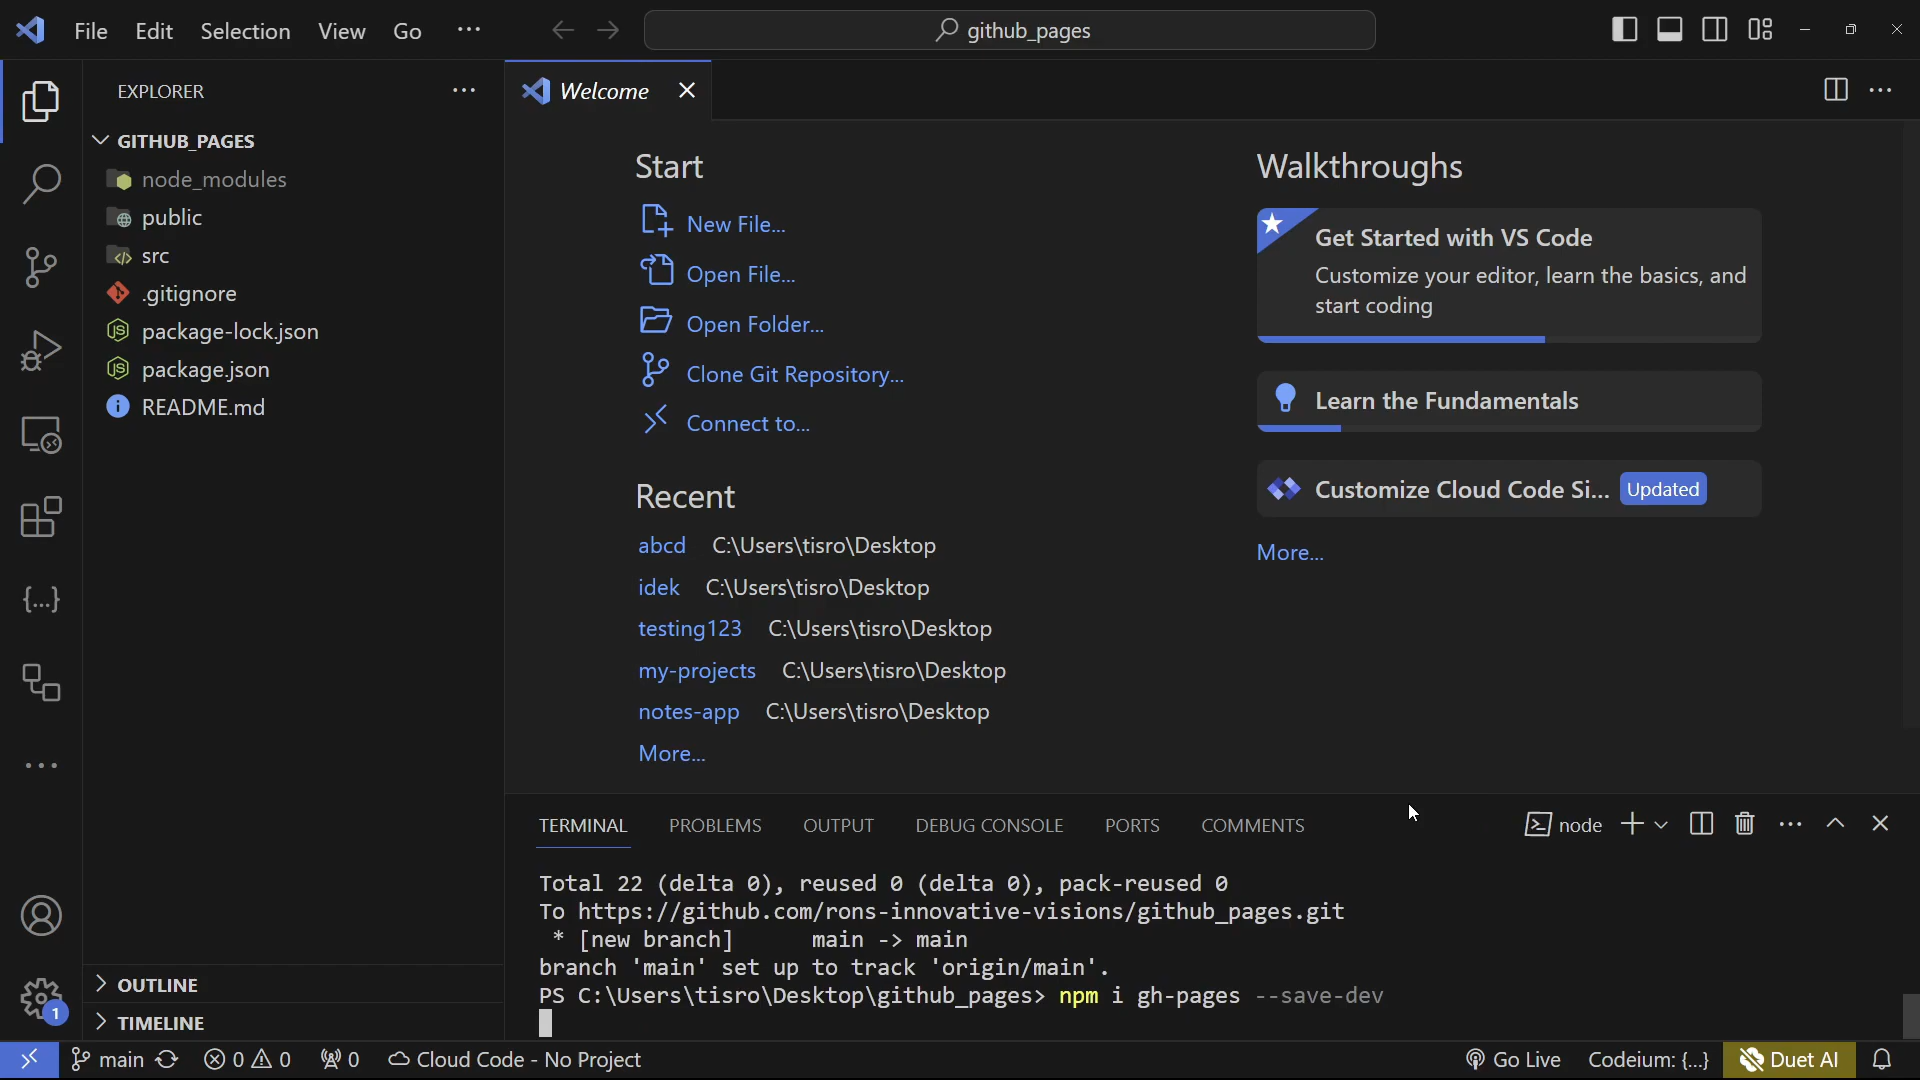 File Edit Selection View Go ... github_pages
EXPLORER ...
GITHUB_PAGES
node_modules
public
src
.gitignore
package-lock.json
package.json
README.md
OUTLINE
TIMELINE
Welcome
Start
New File...
Open File...
Open Folder...
Clone Git Repository...
Connect to...
Recent
abcd C:\Users\tisro\Desktop
idek C:\Users\tisro\Desktop
testing123 C:\Users\tisro\Desktop
my-projects C:\Users\tisro\Desktop
notes-app C:\Users\tisro\Desktop
More...
Walkthroughs
Get Started with VS Code
Customize your editor, learn the basics, and
start coding
Learn the Fundamentals
Customize Cloud Code Si... Updated
More...
TERMINAL PROBLEMS OUTPUT DEBUG CONSOLE PORTS COMMENTS node
Total 22 (delta 0), reused 0 (delta 0), pack-reused 0
To https://github.com/rons-innovative-visions/github_pages.git
* [new branch] main -> main
branch 'main' set up to track 'origin/main'.
PS C:\Users\tisro\Desktop\github_pages> npm i gh-pages --save-dev
1
main 0 0 0 Cloud Code - No Project Go Live Codeium: {...} Duet AI